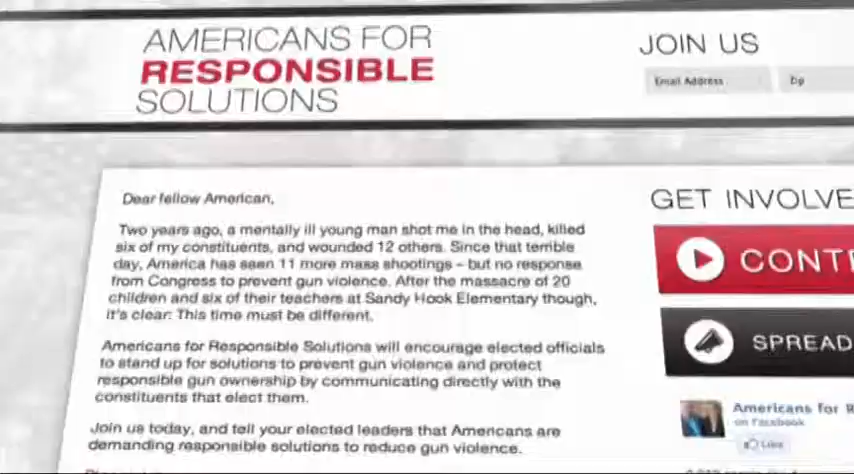 AMERICANS FOR
RESPONSIBLE
SOLUTIONS
JOIN US
Email Address
Zip
Dear fellow American,
Two years ago, a mentally ill young man shot me in the head, killed
six of my constituents, and wounded 12 others. Since that terrible
day, America has seen 11 more mass shootings – but no response
from Congress to prevent gun violence. After the massacre of 20
children and six of their teachers at Sandy Hook Elementary though,
it's clear: This time must be different.
Americans for Responsible Solutions will encourage elected officials
to stand up for solutions to prevent gun violence and protect
responsible gun ownership by communicating directly with the
constituents that elect them.
Join us today, and tell your elected leaders that Americans are
demanding responsible solutions to reduce gun violence.
GET INVOLVE
CONT
SPREAD
Americans for R
on Facebook
Like